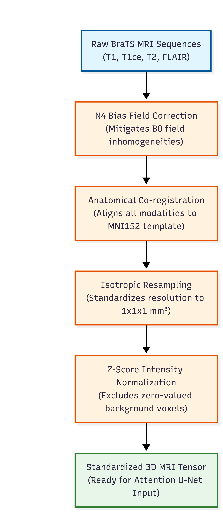 Raw BraTS MRI Sequences
(T1, T1ce, T2, FLAIR)
N4 Bias Field Correction
(Mitigates B0 field
inhomogeneities)
Anatomical Co-registration
(Aligns all modalities to
MNI152 template)
Isotropic Resampling
(Standardizes resolution to
1x1x1 mm³)
Z-Score Intensity
Normalization
(Excludes zero-valued
background voxels)
Standardized 3D MRI Tensor
(Ready for Attention U-Net
Input)